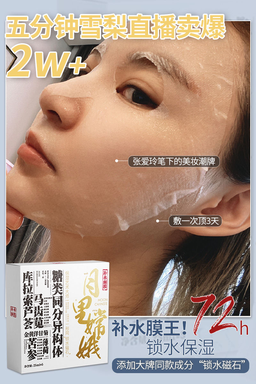 五分钟雪梨直播卖爆
2w+
张爱玲笔下的美妆潮牌
敷一次顶3天
月里嫦娥
糖类同分异构体
马齿苋
库拉索芦荟
苦参
补水膜王!
72h
锁水保湿
添加大牌同款成分“锁水磁石”